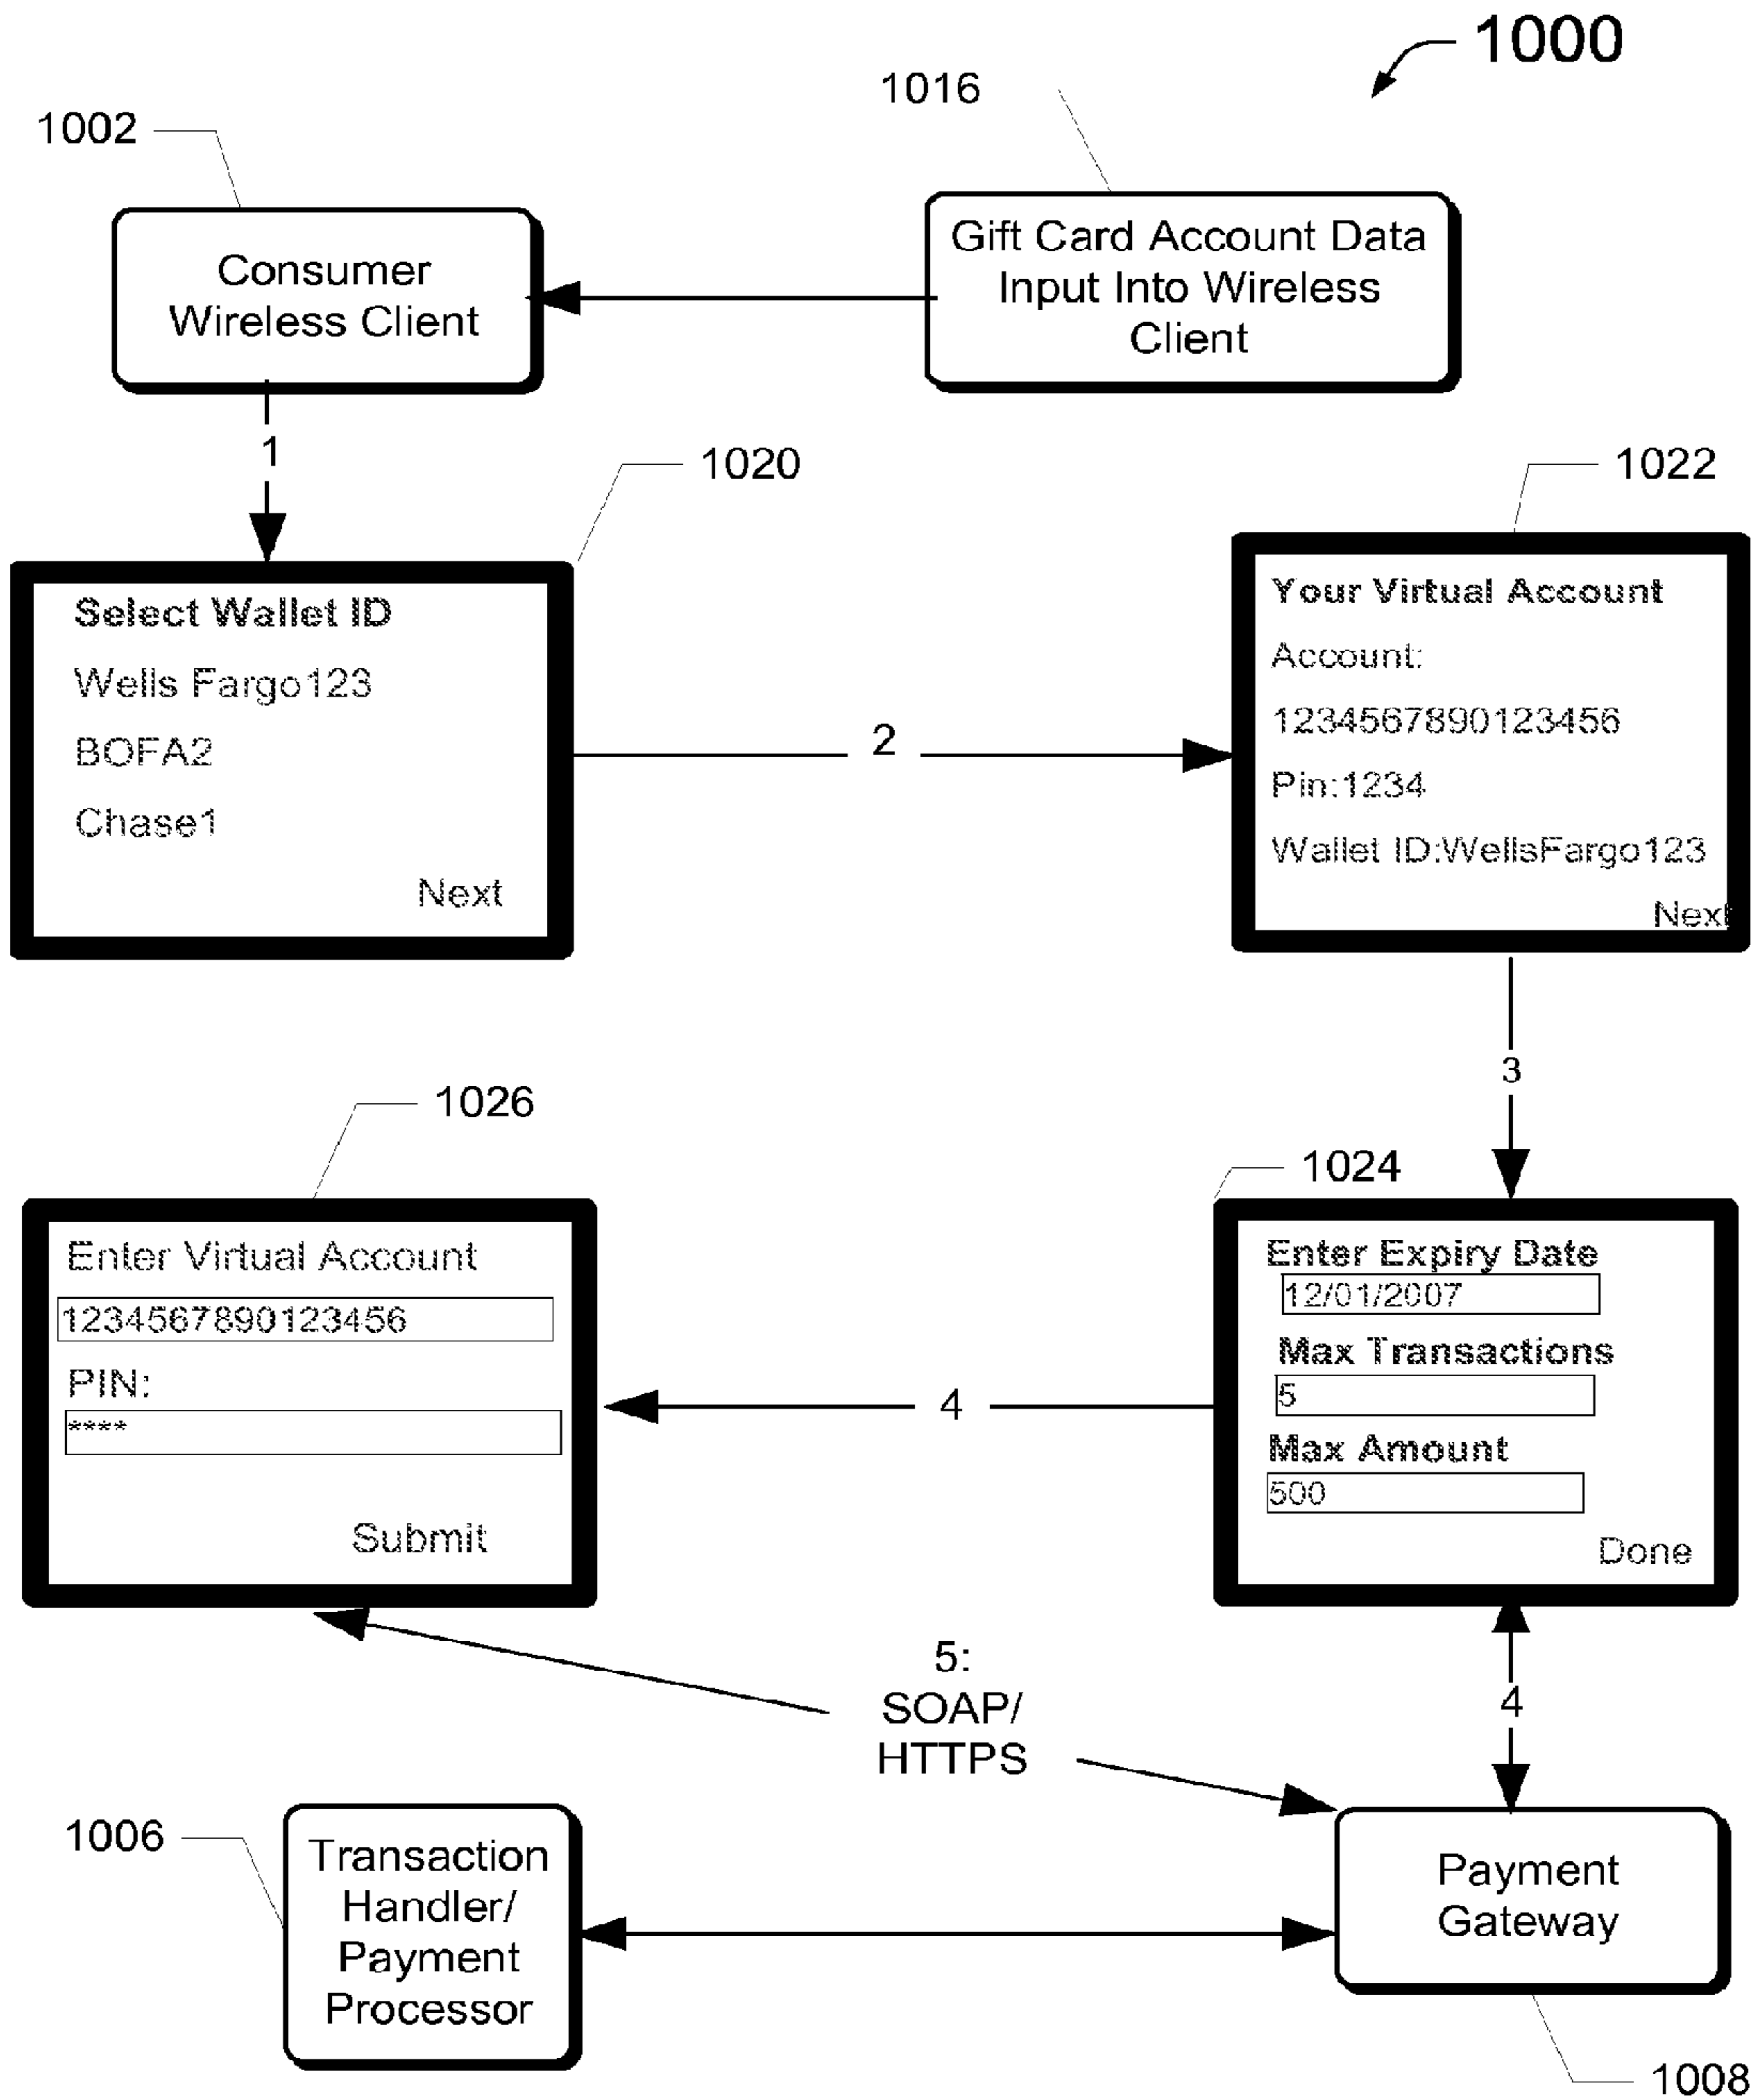 1000
1016
1002
Gift Card Account Data
Input Into Wireless
Client
Consumer
Wireless Client
1
1020
1022
Select Wallet ID
Wells Fargo123
BOFA2
Chase1
Next
2
Your Virtual Account
Account:
1234567890123456
Pin:1234
Wallet ID:WellsFargo123
Next
3
1026
1024
Enter Virtual Account
1234567890123456
PIN:
****
Submit
4
Enter Expiry Date
12/01/2007
Max Transactions
5
Max Amount
500
Done
5:
SOAP/
HTTPS
4
1006
Transaction
Handler/
Payment
Processor
Payment
Gateway
1008